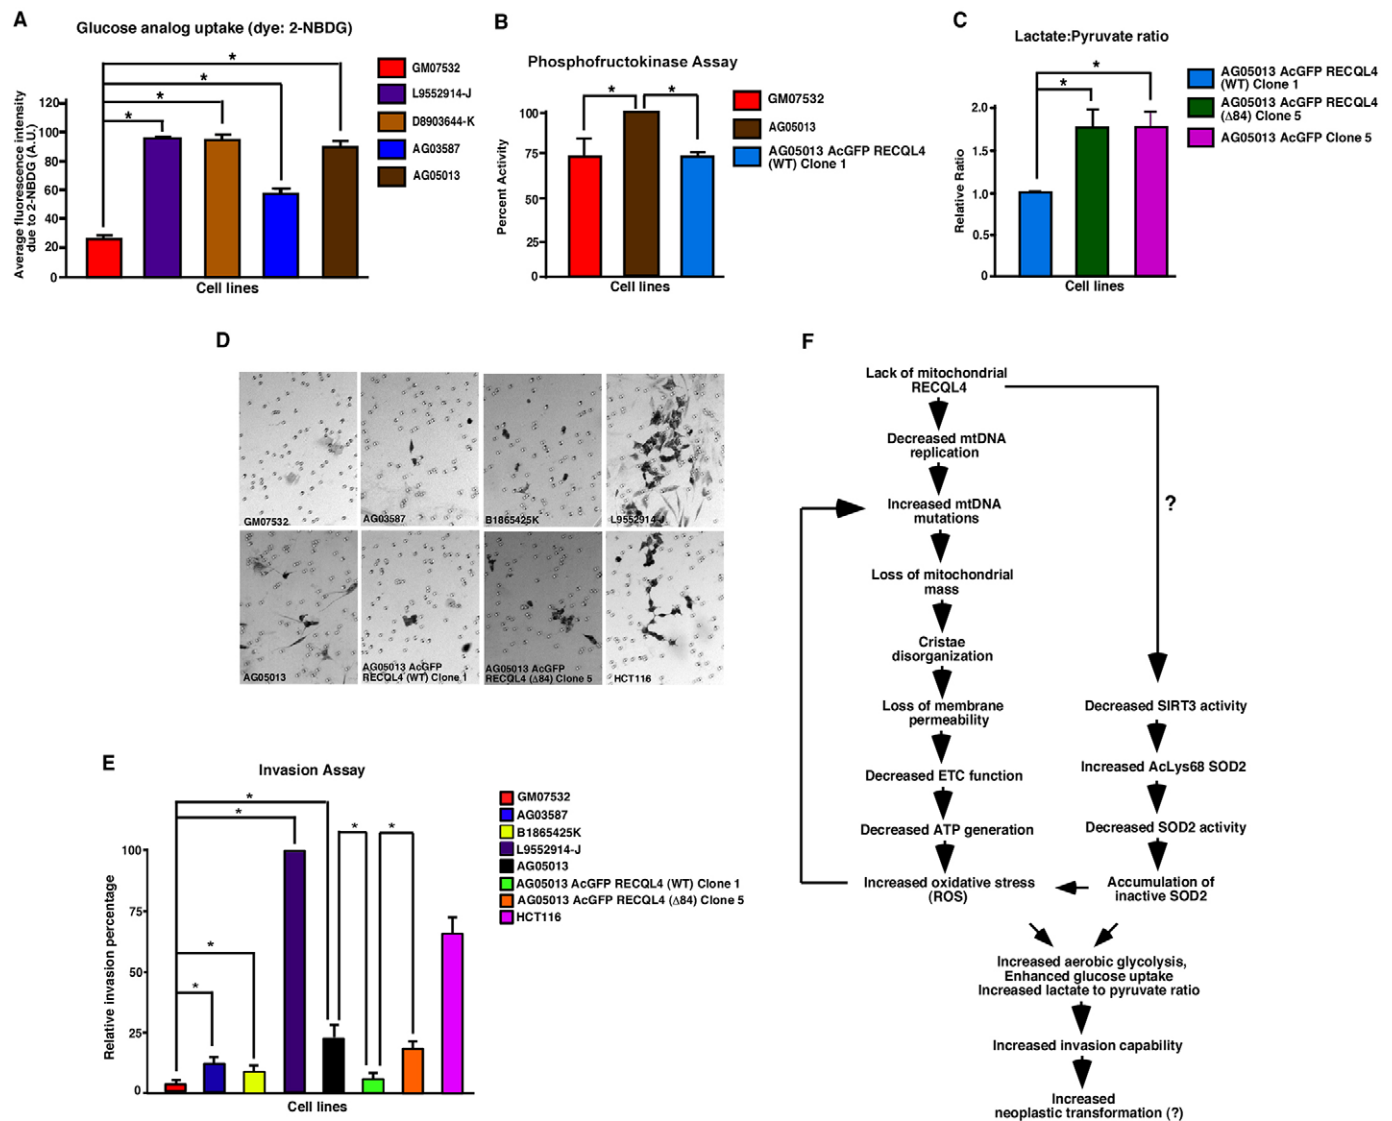 A
Glucose analog uptake (dye: 2-NBDG)
*
*
*
*
Average fluorescence intensity
due to 2-NBDG (A.U.)
120
100
80
60
40
20
0
Cell lines
GM07532
L9552914-J
D8903644-K
AG03587
AG05013
B
Phosphofructokinase Assay
*
*
Percent Activity
100
75
50
25
0
Cell lines
GM07532
AG05013
AG05013 AcGFP RECQL4
(WT) Clone 1
C
Lactate:Pyruvate ratio
*
*
Relative Ratio
2.0
1.5
1.0
0.5
0
Cell lines
AG05013 AcGFP RECQL4
(WT) Clone 1
AG05013 AcGFP RECQL4
(Δ84) Clone 5
AG05013 AcGFP Clone 5
D
GM07532
AG03587
B1865425K
L9552914-J
AG05013
AG05013 AcGFP
RECQL4 (WT) Clone 1
AG05013 AcGFP
RECQL4 (Δ84) Clone 5
HCT116
E
Invasion Assay
*
*
*
*
*
*
Relative invasion percentage
100
75
50
25
0
Cell lines
GM07532
AG03587
B1865425K
L9552914-J
AG05013
AG05013 AcGFP RECQL4 (WT) Clone 1
AG05013 AcGFP RECQL4 (Δ84) Clone 5
HCT116
F
Lack of mitochondrial
RECQL4
Decreased mtDNA
replication
Increased mtDNA
mutations
Loss of mitochondrial
mass
Cristae
disorganization
Loss of membrane
permeability
Decreased ETC function
Decreased ATP generation
Increased oxidative stress
(ROS)
?
Decreased SIRT3 activity
Increased AcLys68 SOD2
Decreased SOD2 activity
Accumulation of
inactive SOD2
Increased aerobic glycolysis,
Enhanced glucose uptake
Increased lactate to pyruvate ratio
Increased invasion capability
Increased
neoplastic transformation (?)